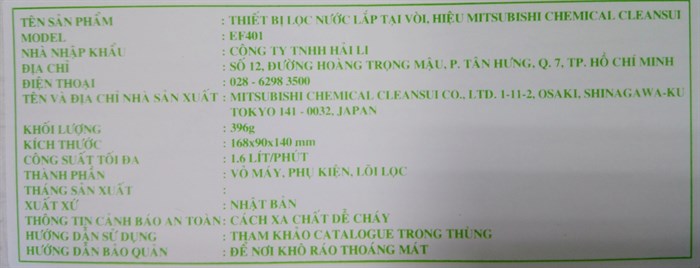 TÊN SẢN PHẨM : THIẾT BỊ LỌC NƯỚC LẮP TẠI VÒI, HIỆU MITSUBISHI CHEMICAL CLEANSUI
MODEL : EF401
NHÀ NHẬP KHẨU : CÔNG TY TNHH HẢI LI
ĐỊA CHỈ : SỐ 12, ĐƯỜNG HOÀNG TRỌNG MẬU, P. TÂN HƯNG, Q. 7, TP. HỒ CHÍ MINH
ĐIỆN THOẠI : 028 - 6298 3500
TÊN VÀ ĐỊA CHỈ NHÀ SẢN XUẤT : MITSUBISHI CHEMICAL CLEANSUI CO., LTD. 1-11-2, OSAKI, SHINAGAWA-KU
TOKYO 141 - 0032, JAPAN
KHỐI LƯỢNG : 396g
KÍCH THƯỚC : 168x90x140 mm
CÔNG SUẤT TỐI ĐA : 1.6 LÍT/PHÚT
THÀNH PHẦN : VỎ MÁY, PHỤ KIỆN, LÕI LỌC
THÁNG SẢN XUẤT :
XUẤT XỨ : NHẬT BẢN
THÔNG TIN CẢNH BÁO AN TOÀN : CÁCH XA CHẤT DỄ CHÁY
HƯỚNG DẪN SỬ DỤNG : THAM KHẢO CATALOGUE TRONG THÙNG
HƯỚNG DẪN BẢO QUẢN : ĐỂ NƠI KHÔ RÁO THOÁNG MÁT